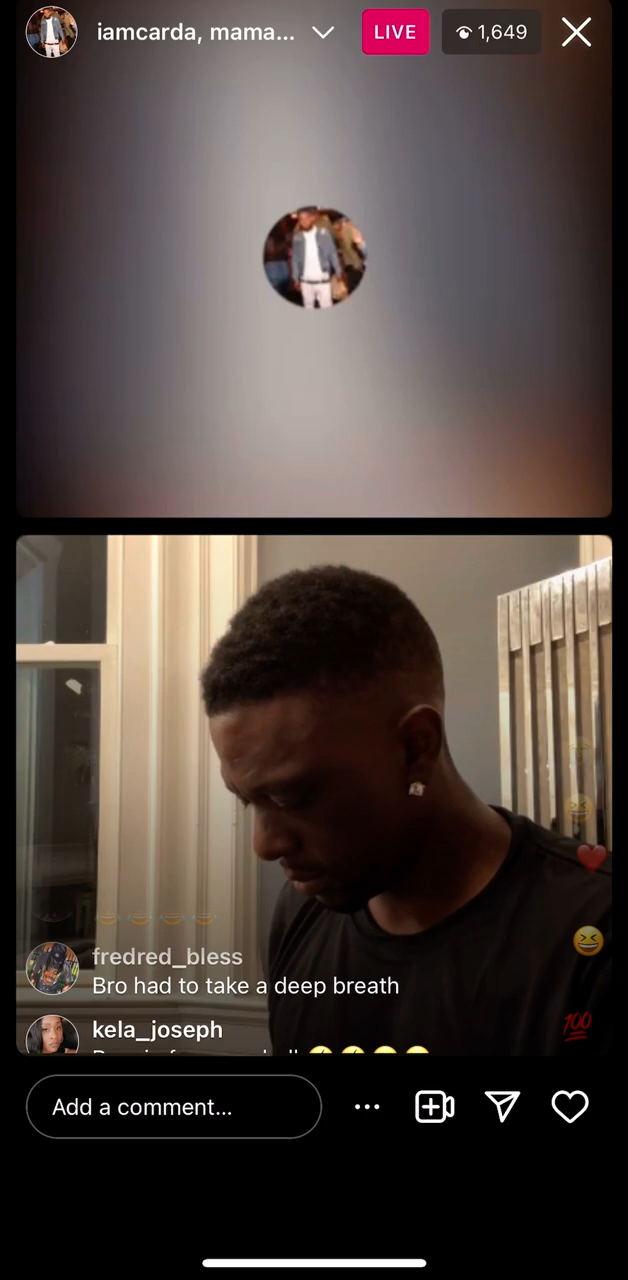 iamcarda, mama...
LIVE
1,649
fredred_bless
Bro had to take a deep breath
kela_joseph
Add a comment...